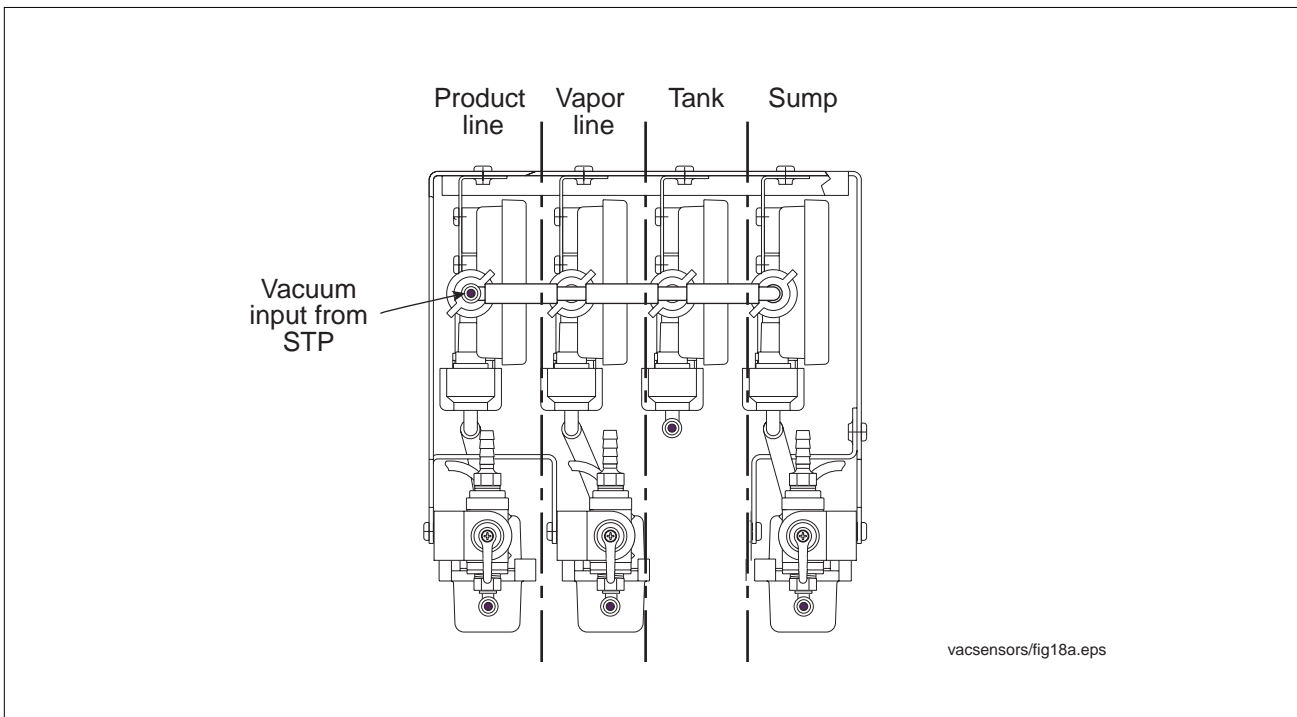 Product
line
Vapor
line
Tank
Sump
Vacuum
input from
STP
vacsensors/fig18a.eps